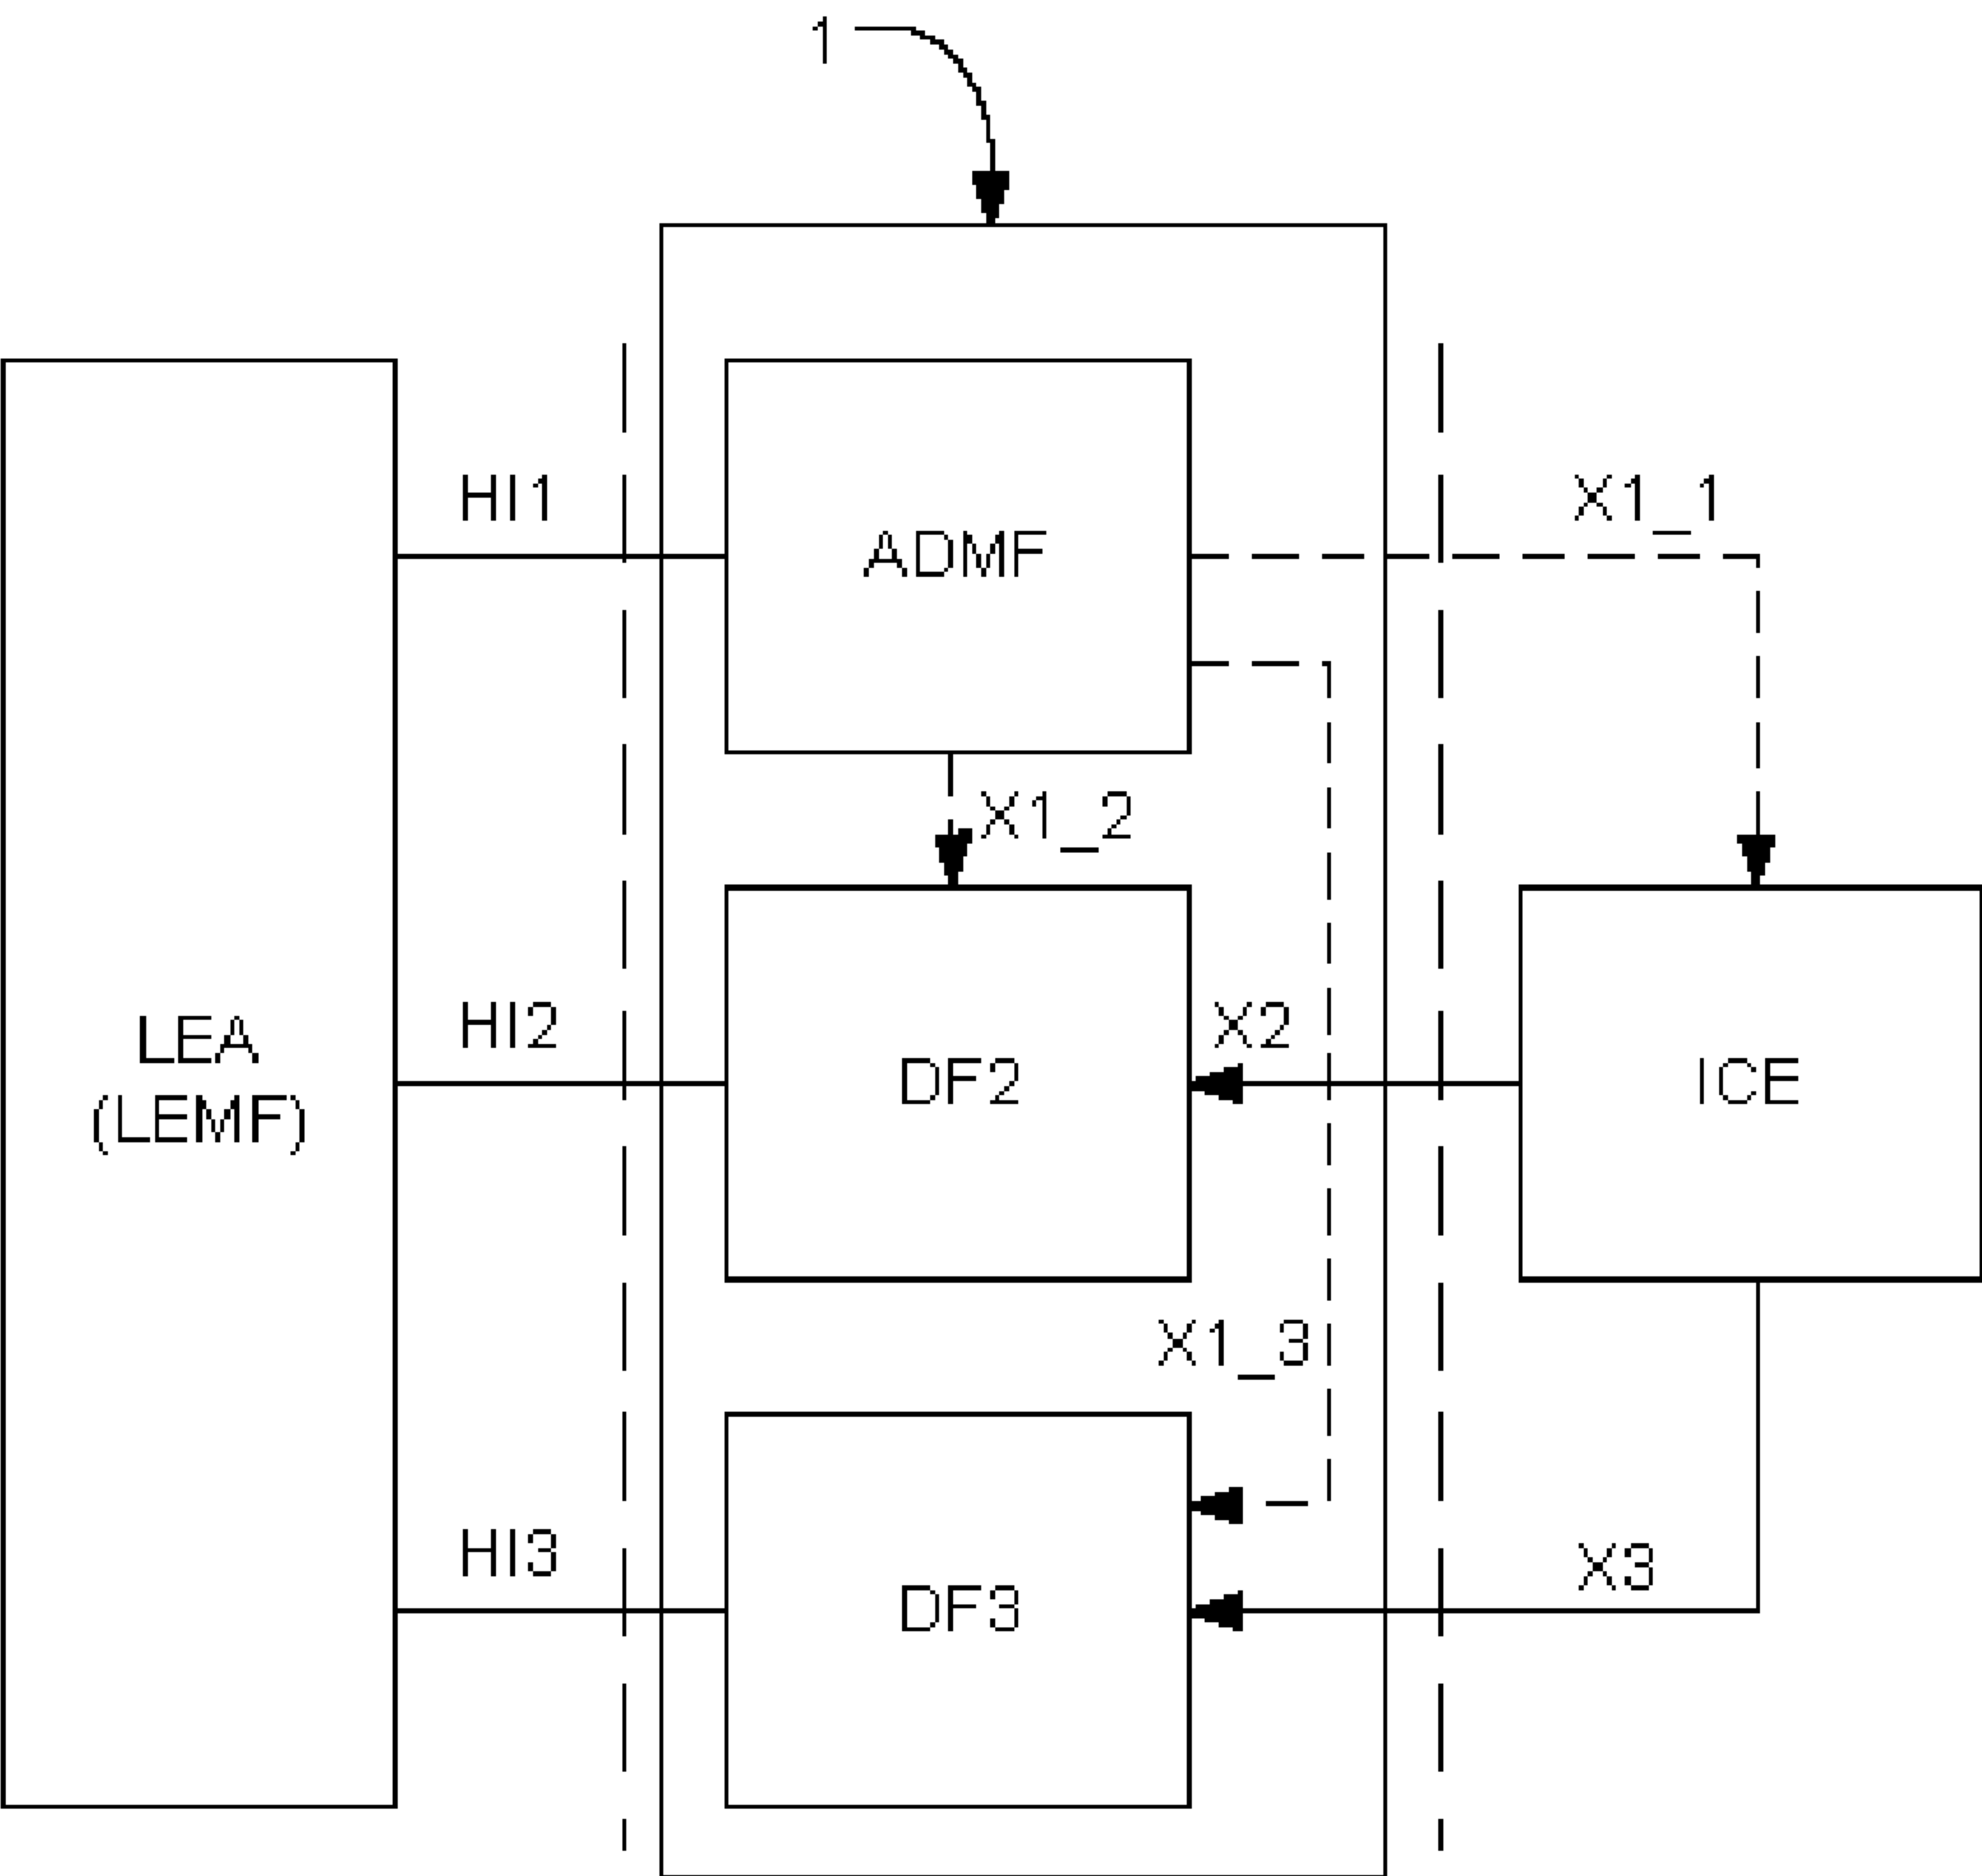 1
HI1
ADMF
X1_1
X1_2
LEA
(LEMF)
HI2
DF2
X2
ICE
X1_3
HI3
DF3
X3